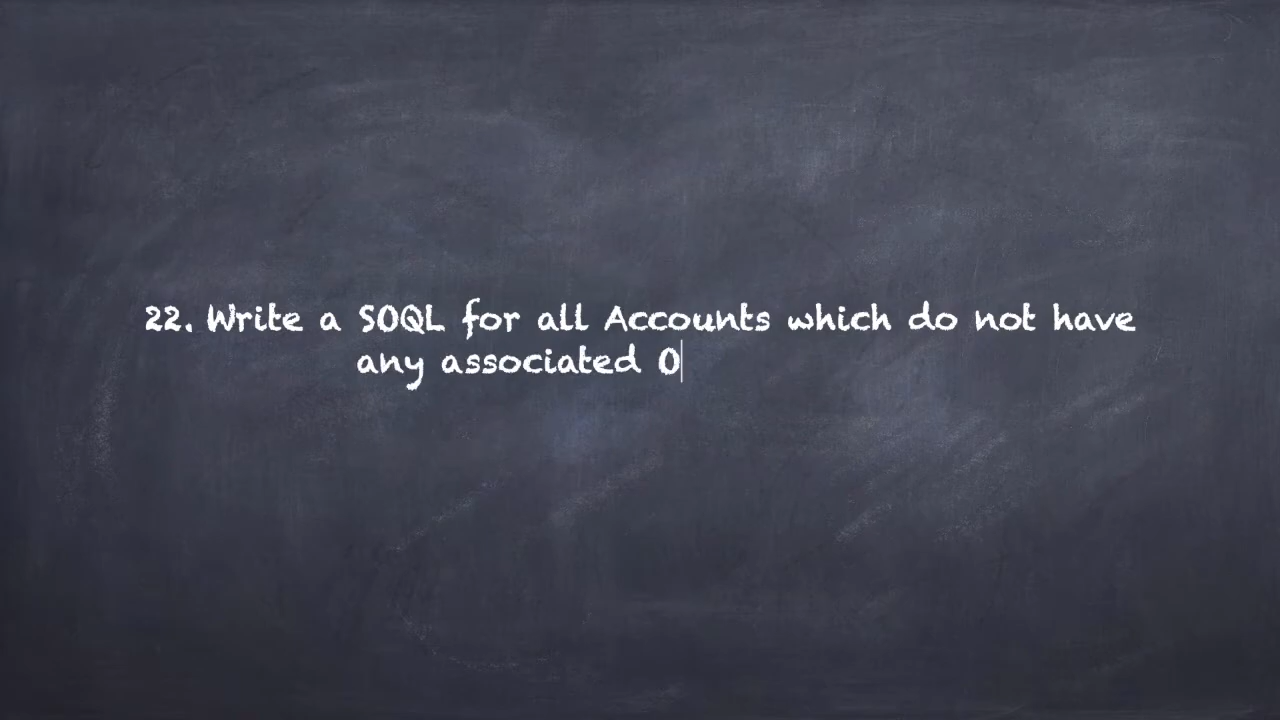 22. Write a SOQL for all Accounts which do not have
any associated O